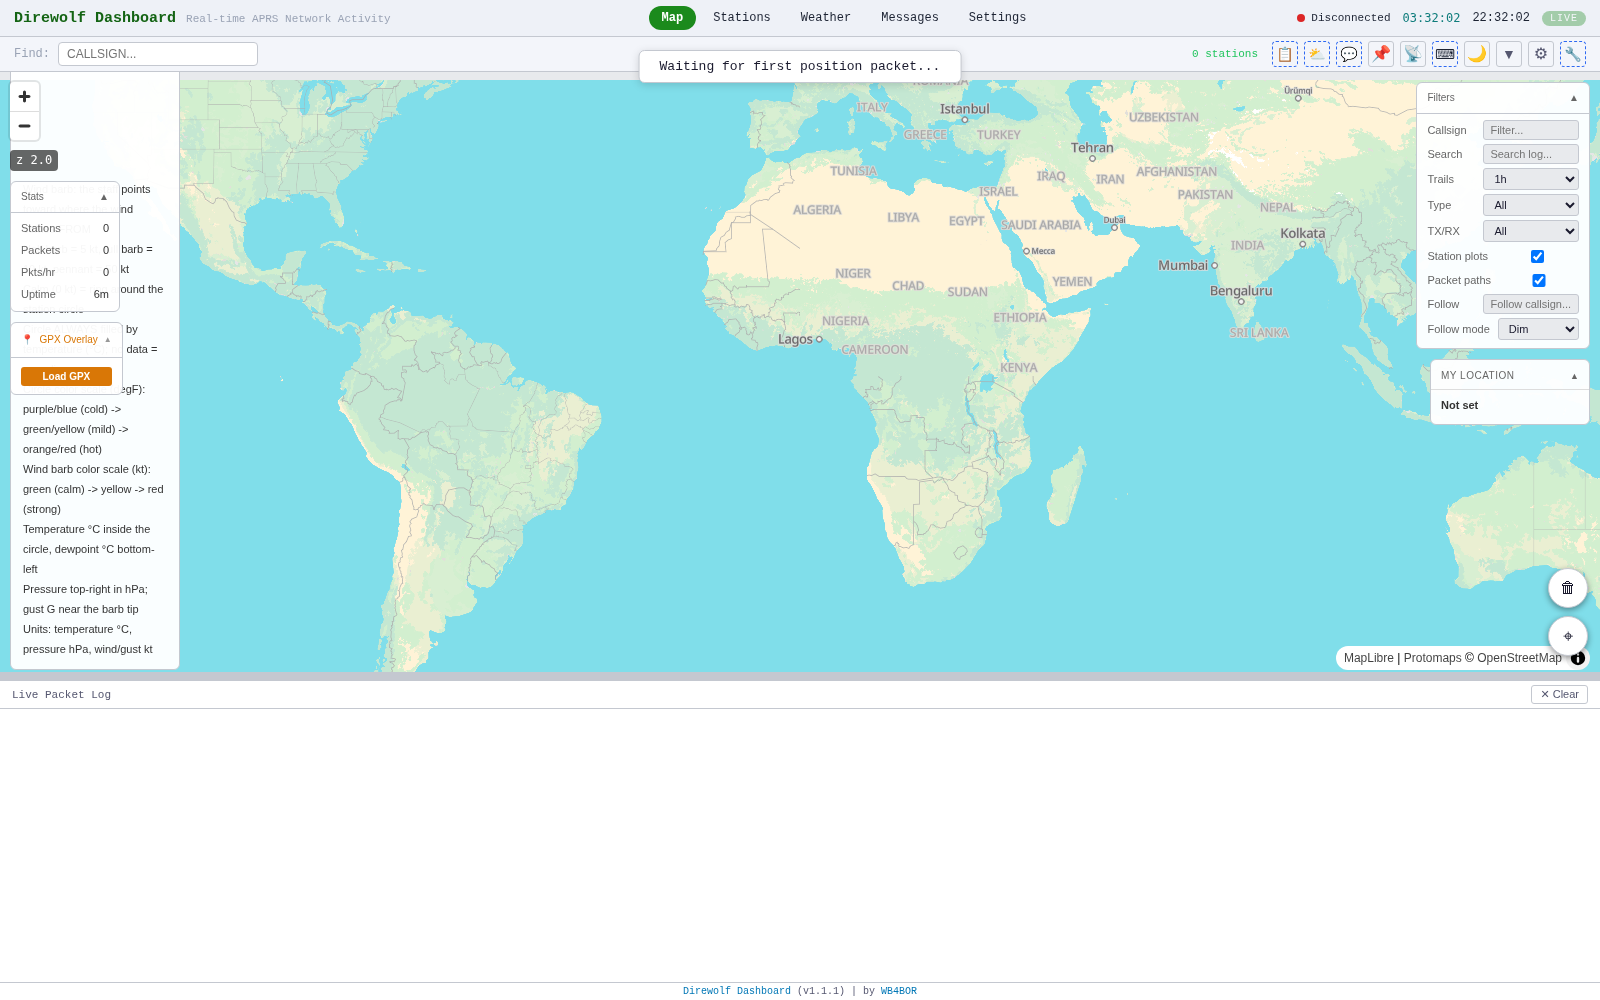 Direwolf Dashboard Real-time APRS Network Activity
Map Stations Weather Messages Settings
Disconnected 03:32:02 22:32:02 LIVE
Find: CALLSIGN...
0 stations
Waiting for first position packet...
z 2.0
Stats
Stations 0
Packets 0
Pkts/hr 0
Uptime 6m
GPX Overlay
Load GPX
points
barb =
kt
ound the
by
data =
egF):
purple/blue (cold) ->
green/yellow (mild) ->
orange/red (hot)
Wind barb color scale (kt):
green (calm) -> yellow -> red
(strong)
Temperature °C inside the
circle, dewpoint °C bottom-
left
Pressure top-right in hPa;
gust G near the barb tip
Units: temperature °C,
pressure hPa, wind/gust kt
ITALY
Istanbul
GREECE
TURKEY
UZBEKISTAN
Ürümqi
Tehran
TUNISIA
ISRAEL
IRAQ
IRAN
AFGHANISTAN
PAKISTAN
ALGERIA
LIBYA
EGYPT
SAUDI ARABIA
Dubai
NEPAL
Kolkata
Mecca
INDIA
Mumbai
NIGER
CHAD
SUDAN
YEMEN
Bengaluru
NIGERIA
ETHIOPIA
SRI LANKA
Lagos
CAMEROON
KENYA
Filters
Callsign Filter...
Search Search log...
Trails 1h
Type All
TX/RX All
Station plots
Packet paths
Follow Follow callsign...
Follow mode Dim
MY LOCATION
Not set
MapLibre | Protomaps © OpenStreetMap
Live Packet Log
✕ Clear
Direwolf Dashboard (v1.1.1) | by WB4BOR